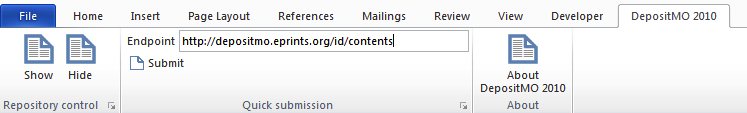 File Home Insert Page Layout References Mailings Review View Developer DepositMO 2010
Show Hide
Repository control
Endpoint http://depositmo.eprints.org/id/contents
Submit
Quick submission
About
DepositMO 2010
About